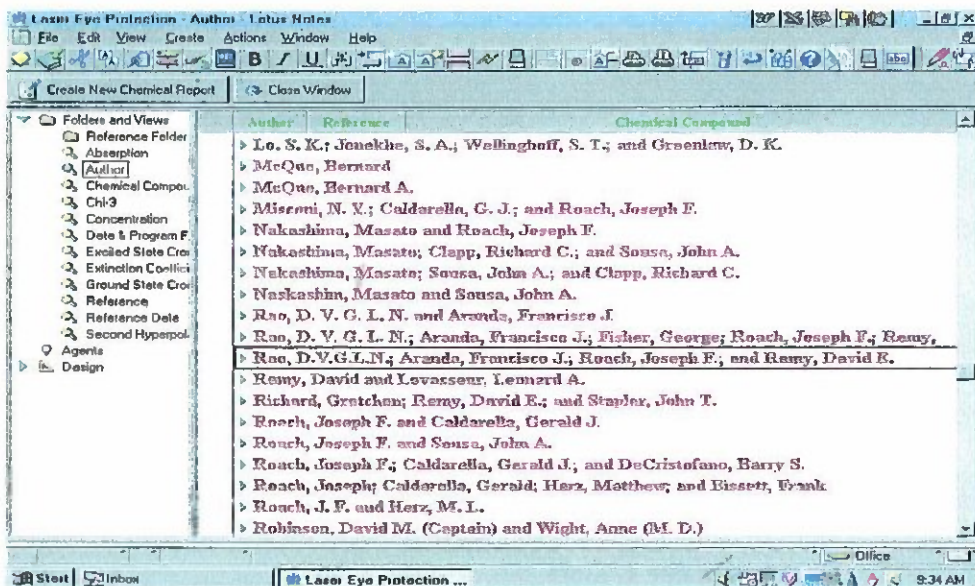 Laser Eye Protection - Author - Lotus Notes
File Edit View Create Actions Window Help
B I U
Create New Chemical Report Close Window
Folders and Views
Reference Folder
Absorption
Author
Chemical Compou
Chi-3
Concentration
Date & Program F
Excited State Cro
Extinction Coeffici
Ground State Cro
Reference
Reference Date
Second Hyperpol
Agents
Design
Author Reference Chemical Compound
Lo. S. K.; Jenekhe, S. A.; Wellinghoff, S. T.; and Greenlaw, D. K.
McQue, Bernard
McQue, Bernard A.
Misconi, N. Y.; Caldarella, G. J.; and Roach, Joseph F.
Nakashima, Masato and Roach, Joseph F.
Nakashima, Masato; Clapp, Richard C.; and Sousa, John A.
Nakashima, Masato; Sousa, John A.; and Clapp, Richard C.
Naskashim, Masato and Sousa, John A.
Rao, D. V. G. L. N. and Aranda, Francisco J.
Rao, D. V. G. L. N.; Aranda, Francisco J.; Fisher, George; Roach, Joseph F.; Remy,
Rao, D.V.G.L.N.; Aranda, Francisco J.; Roach, Joseph F.; and Remy, David E.
Remy, David and Levasseur, Lennard A.
Richard, Gretchen; Remy, David E.; and Stapler, John T.
Roach, Joseph F. and Caldarella, Gerald J.
Roach, Joseph F. and Sousa, John A.
Roach, Joseph F.; Caldarella, Gerald J.; and DeCristofano, Barry S.
Roach, Joseph; Caldarella, Gerald; Herz, Matthew; and Bissett, Frank
Roach, J. F. and Herz, M. L.
Robinson, David M. (Captain) and Wight, Anne (M. D.)
Office
Start Inbox Laser Eye Protection ... 9:34 AM